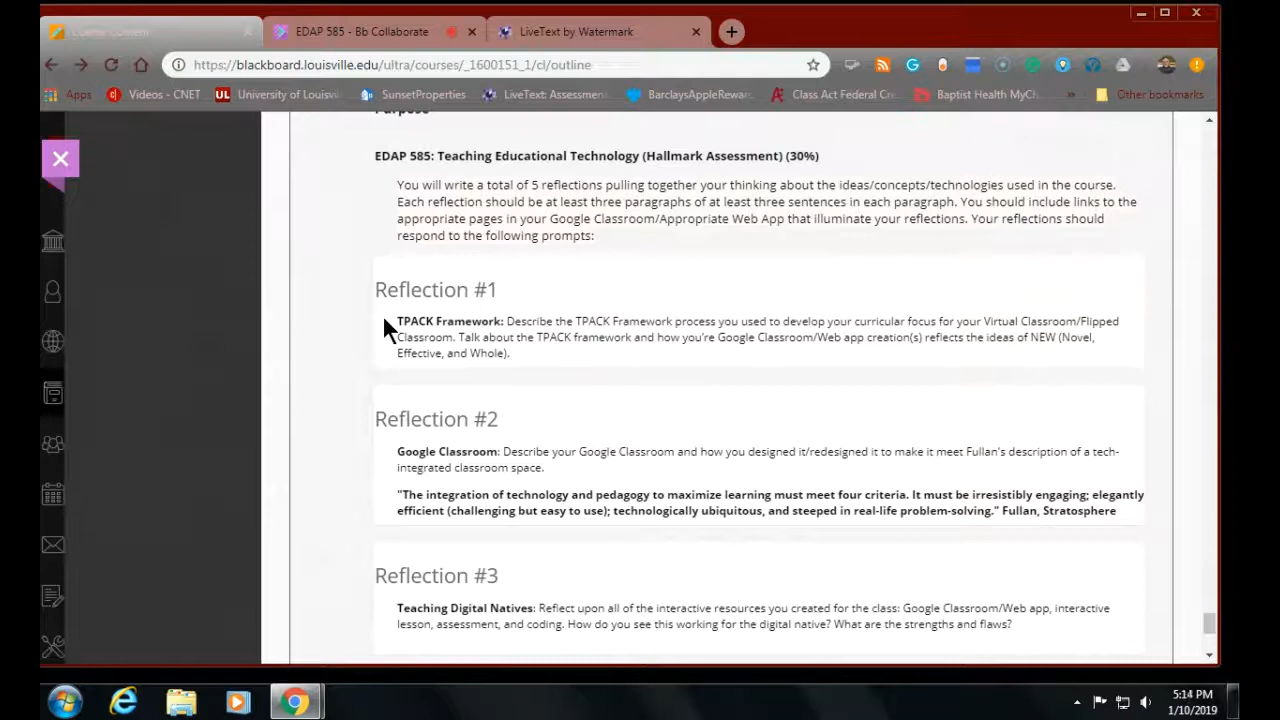 EDAP 585 - Bb Collaborate
LiveText by Watermark
https://blackboard.louisville.edu/ultra/courses/_1600151_1/cl/outline
Apps
Videos - CNET
University of Louisvi
SunsetProperties
LiveText: Assessmen
BarclaysAppleRewar
Class Act Federal Cr
Baptist Health MyCh
»
Other bookmarks
Purpose
EDAP 585: Teaching Educational Technology (Hallmark Assessment) (30%)
You will write a total of 5 reflections pulling together your thinking about the ideas/concepts/technologies used in the course.
Each reflection should be at least three paragraphs of at least three sentences in each paragraph. You should include links to the
appropriate pages in your Google Classroom/Appropriate Web App that illuminate your reflections. Your reflections should
respond to the following prompts:
Reflection #1
TPACK Framework: Describe the TPACK Framework process you used to develop your curricular focus for your Virtual Classroom/Flipped
Classroom. Talk about the TPACK framework and how you're Google Classroom/Web app creation(s) reflects the ideas of NEW (Novel,
Effective, and Whole).
Reflection #2
Google Classroom: Describe your Google Classroom and how you designed it/redesigned it to make it meet Fullan's description of a tech-
integrated classroom space.
"The integration of technology and pedagogy to maximize learning must meet four criteria. It must be irresistibly engaging; elegantly
efficient (challenging but easy to use); technologically ubiquitous, and steeped in real-life problem-solving." Fullan, Stratosphere
Reflection #3
Teaching Digital Natives: Reflect upon all of the interactive resources you created for the class: Google Classroom/Web app, interactive
lesson, assessment, and coding. How do you see this working for the digital native? What are the strengths and flaws?
5:14 PM
1/10/2019